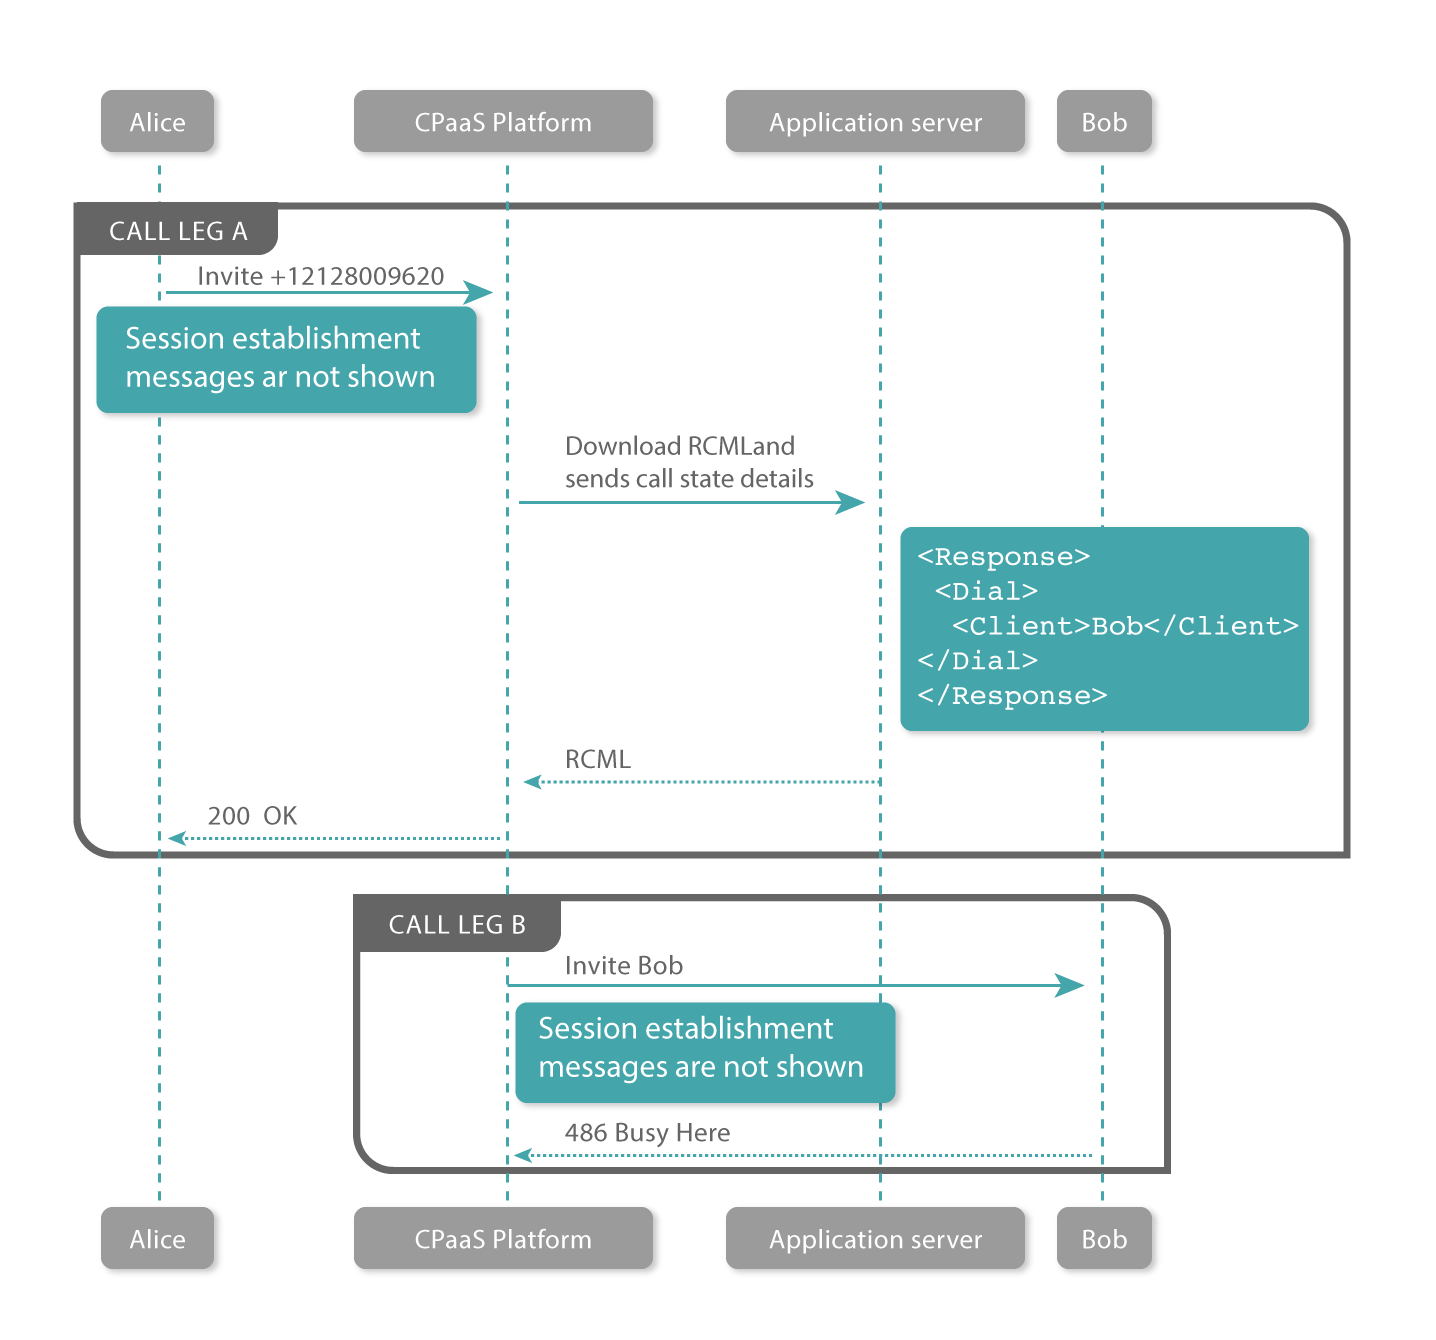 Alice
CPaaS Platform
Application server
Bob
CALL LEG A
Invite +12128009620
Session establishment
messages ar not shown
Download RCMLand
sends call state details
<Response>
<Dial>
<Client>Bob</Client>
</Dial>
</Response>
RCML
200 OK
CALL LEG B
Invite Bob
Session establishment
messages are not shown
486 Busy Here
Alice
CPaaS Platform
Application server
Bob